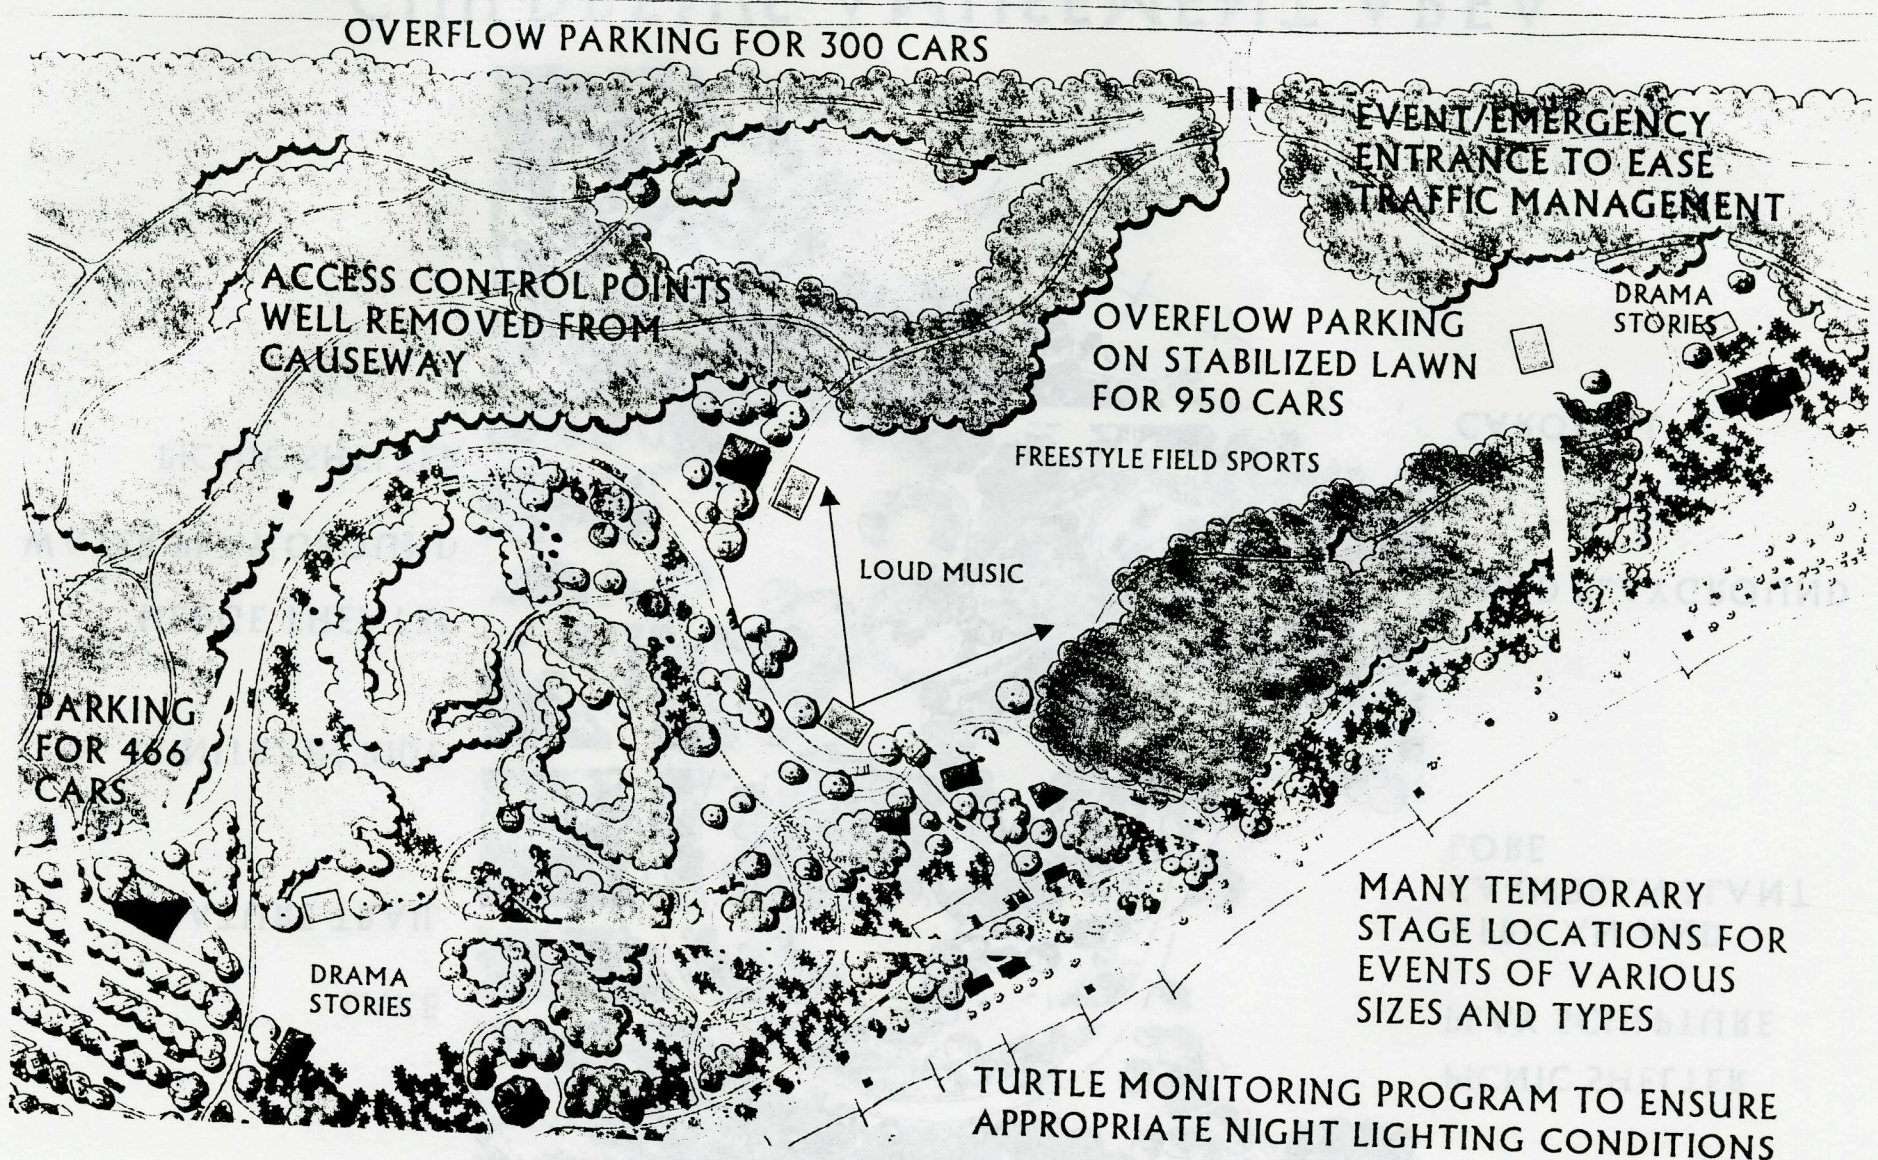 OVERFLOW PARKING FOR 300 CARS
EVENT/EMERGENCY
ENTRANCE TO EASE
TRAFFIC MANAGEMENT
ACCESS CONTROL POINTS
WELL REMOVED FROM
CAUSEWAY
OVERFLOW PARKING
ON STABILIZED LAWN
FOR 950 CARS
DRAMA
STORIES
FREESTYLE FIELD SPORTS
LOUD MUSIC
PARKING
FOR 466
CARS
DRAMA
STORIES
MANY TEMPORARY
STAGE LOCATIONS FOR
EVENTS OF VARIOUS
SIZES AND TYPES
TURTLE MONITORING PROGRAM TO ENSURE
APPROPRIATE NIGHT LIGHTING CONDITIONS